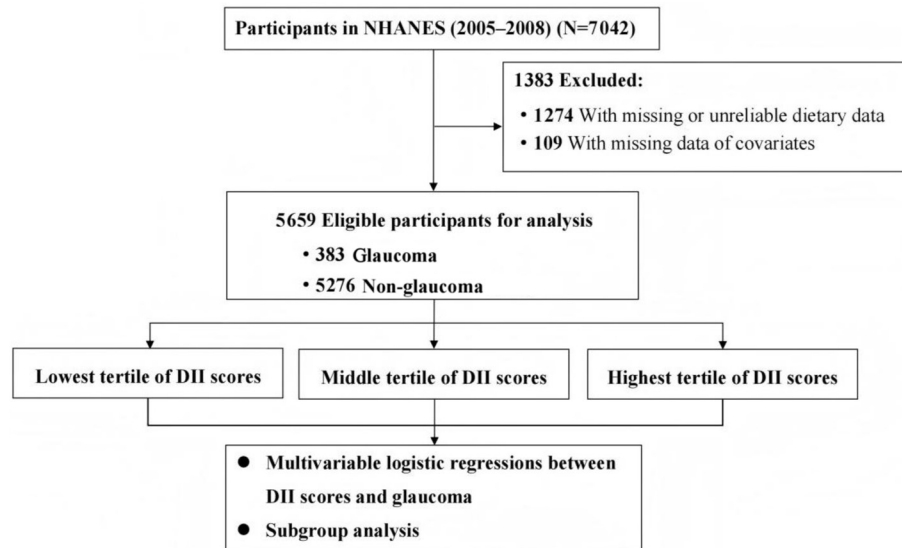 Participants in NHANES (2005–2008) (N=7042)
1383 Excluded:
• 1274 With missing or unreliable dietary data
• 109 With missing data of covariates
5659 Eligible participants for analysis
• 383 Glaucoma
• 5276 Non-glaucoma
Lowest tertile of DII scores
Middle tertile of DII scores
Highest tertile of DII scores
● Multivariable logistic regressions between
DII scores and glaucoma
● Subgroup analysis